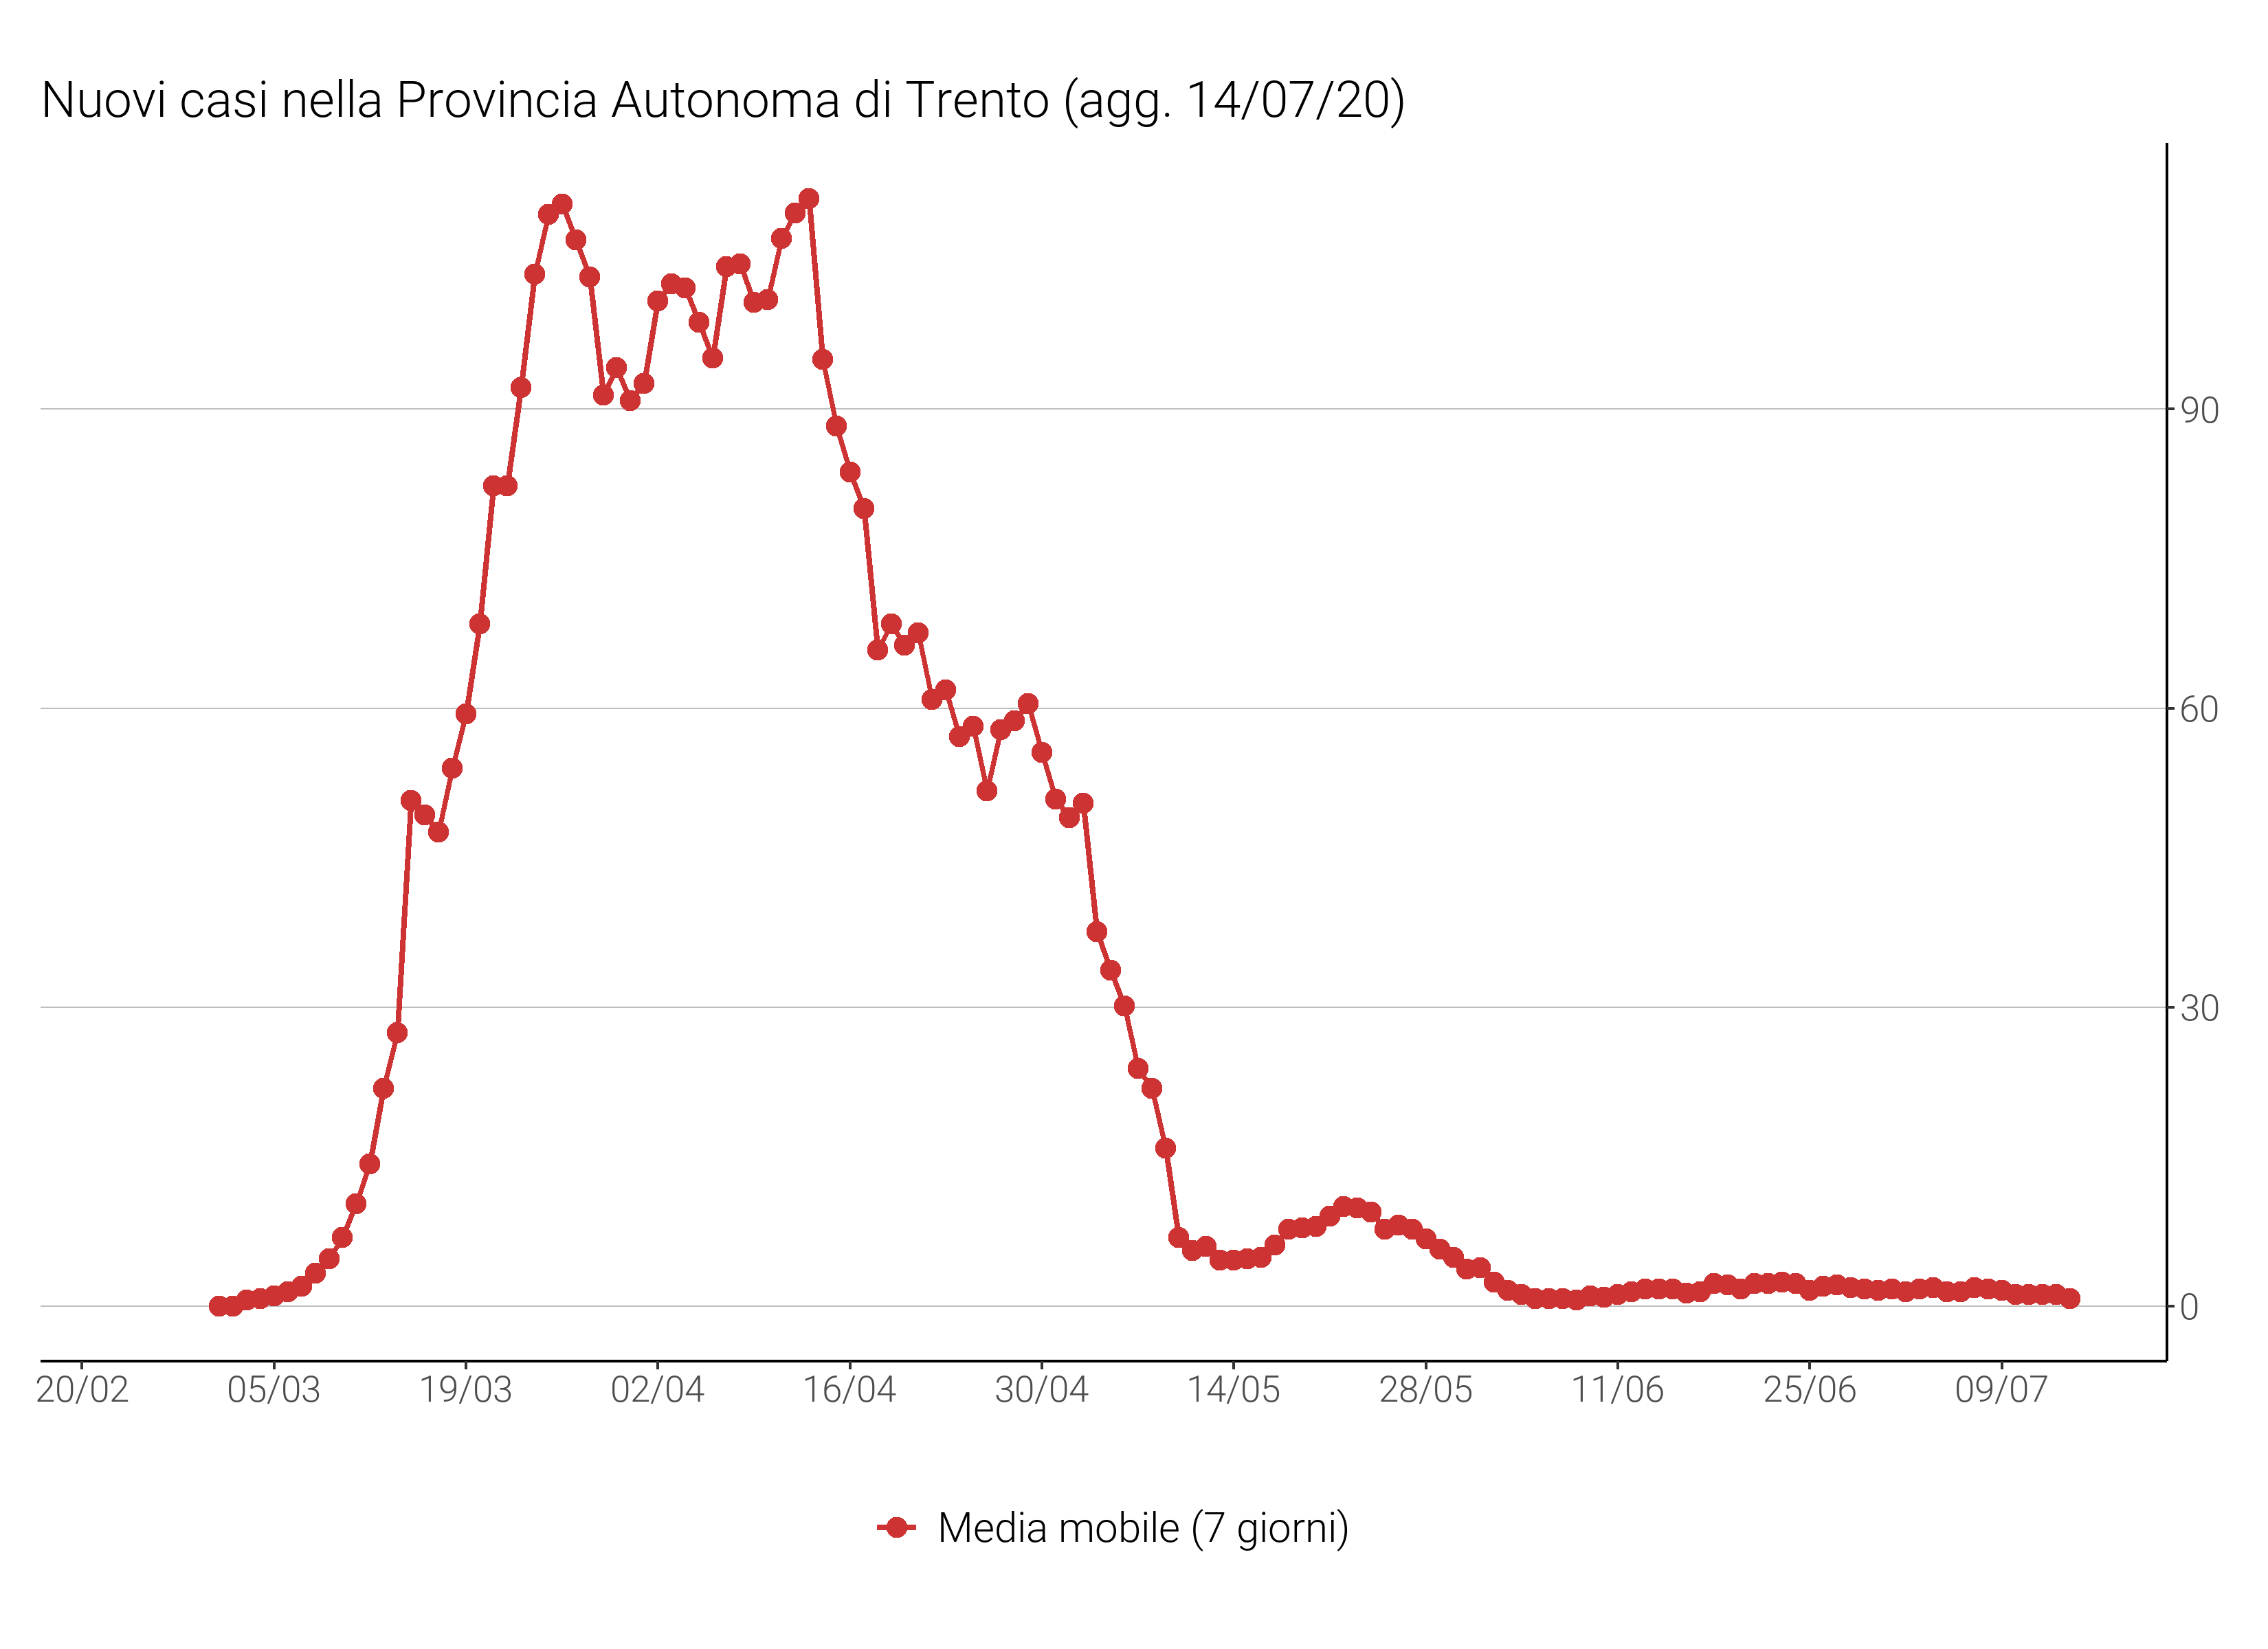 Nuovi casi nella Provincia Autonoma di Trento (agg. 14/07/20)
90
60
30
0
20/02 05/03 19/03 02/04 16/04 30/04 14/05 28/05 11/06 25/06 09/07
Media mobile (7 giorni)